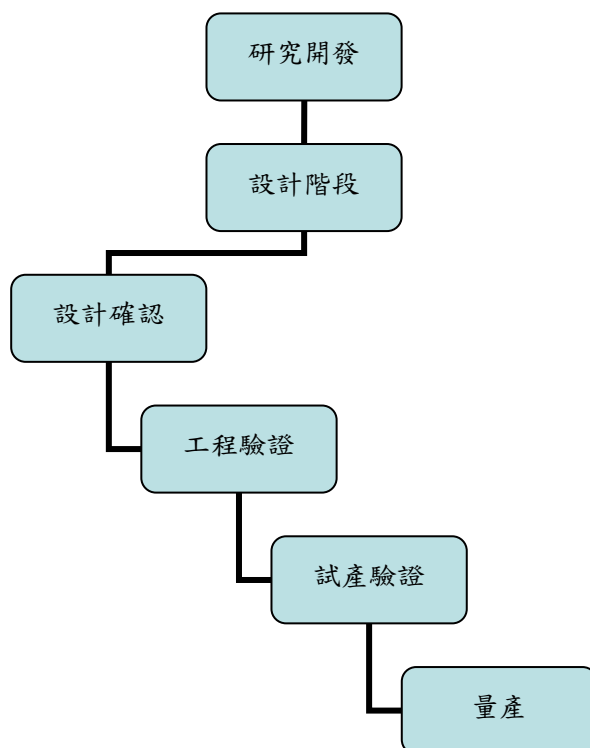 研究開發
設計階段
設計確認
工程驗證
試產驗證
量產